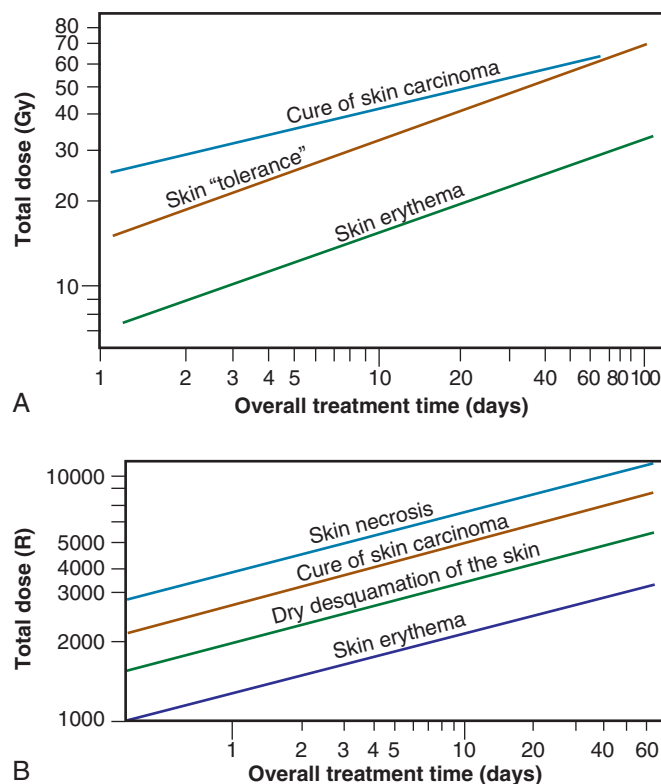 80
70
60
50
40
30
20
10
Total dose (Gy)
Cure of skin carcinoma
Skin “tolerance”
Skin erythema
1 2 3 4 5 10 20 40 60 80 100
A
Overall treatment time (days)
10000
5000
4000
3000
2000
1000
Total dose (R)
Skin necrosis
Cure of skin carcinoma
Dry desquamation of the skin
Skin erythema
1 2 3 4 5 10 20 40 60
B
Overall treatment time (days)